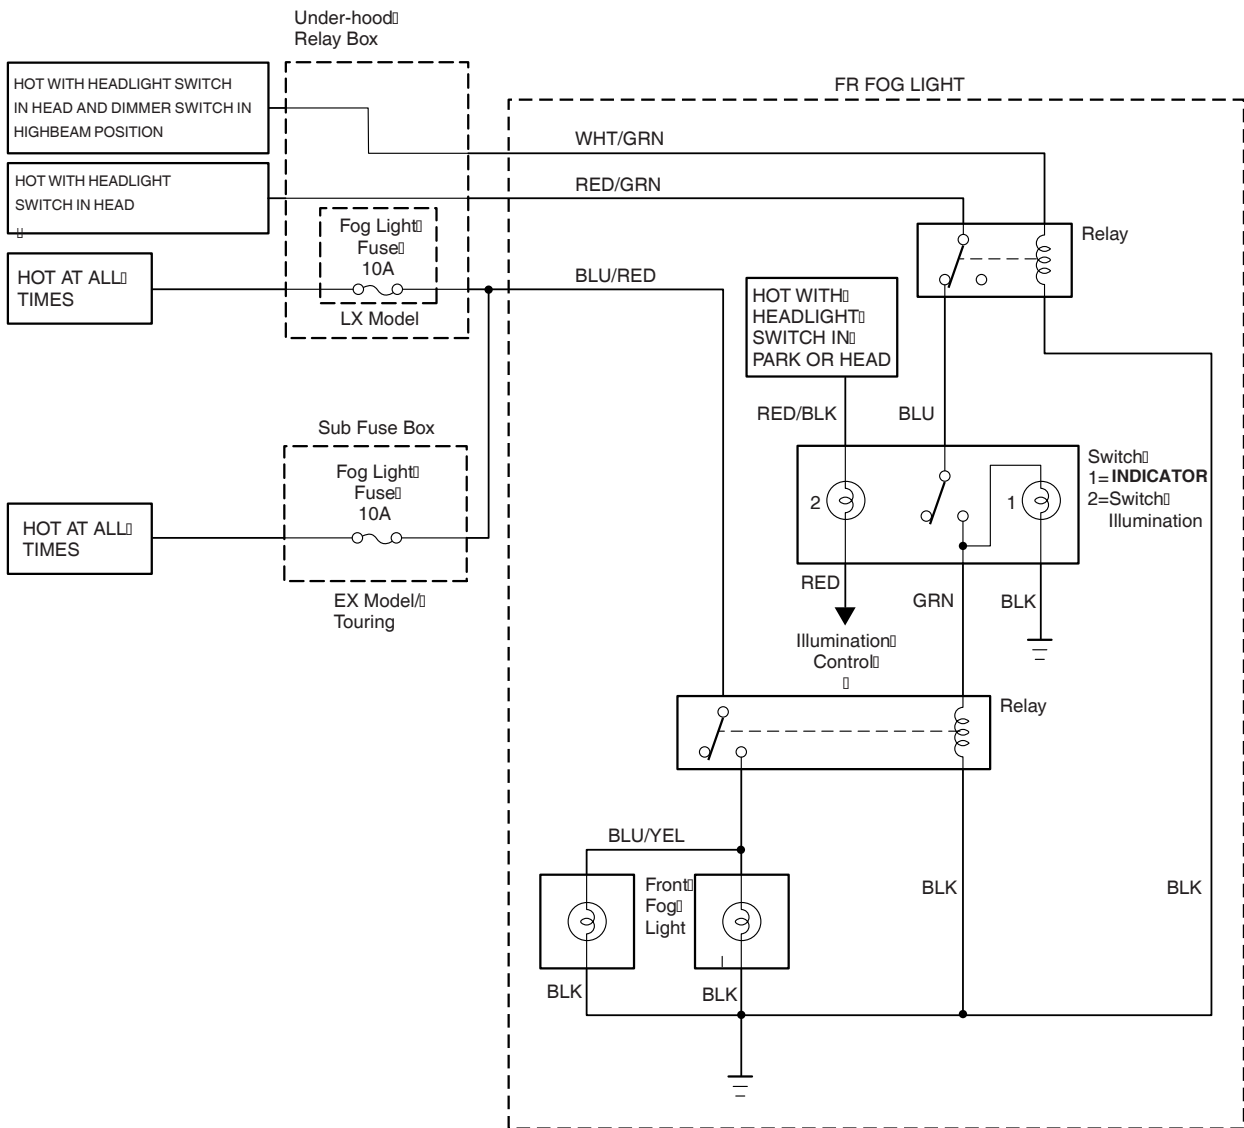 Under-hood
Relay Box
HOT WITH HEADLIGHT SWITCH
IN HEAD AND DIMMER SWITCH IN
HIGHBEAM POSITION
FR FOG LIGHT
WHT/GRN
HOT WITH HEADLIGHT
SWITCH IN HEAD
RED/GRN
Fog Light
Fuse
10A
LX Model
Relay
HOT AT ALL
TIMES
BLU/RED
HOT WITH
HEADLIGHT
SWITCH IN
PARK OR HEAD
RED/BLK
BLU
Sub Fuse Box
Fog Light
Fuse
10A
EX Model/
Touring
HOT AT ALL
TIMES
2
1
Switch
1=INDICATOR
2=Switch
Illumination
RED
GRN
BLK
Illumination
Control
Relay
BLU/YEL
Front
Fog
Light
BLK
BLK
BLK
BLK